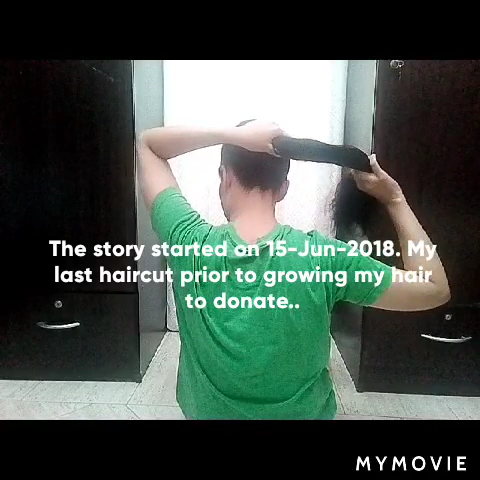 The story started on 15-Jun-2018. My
last haircut prior to growing my hair
to donate..
MYMOVIE